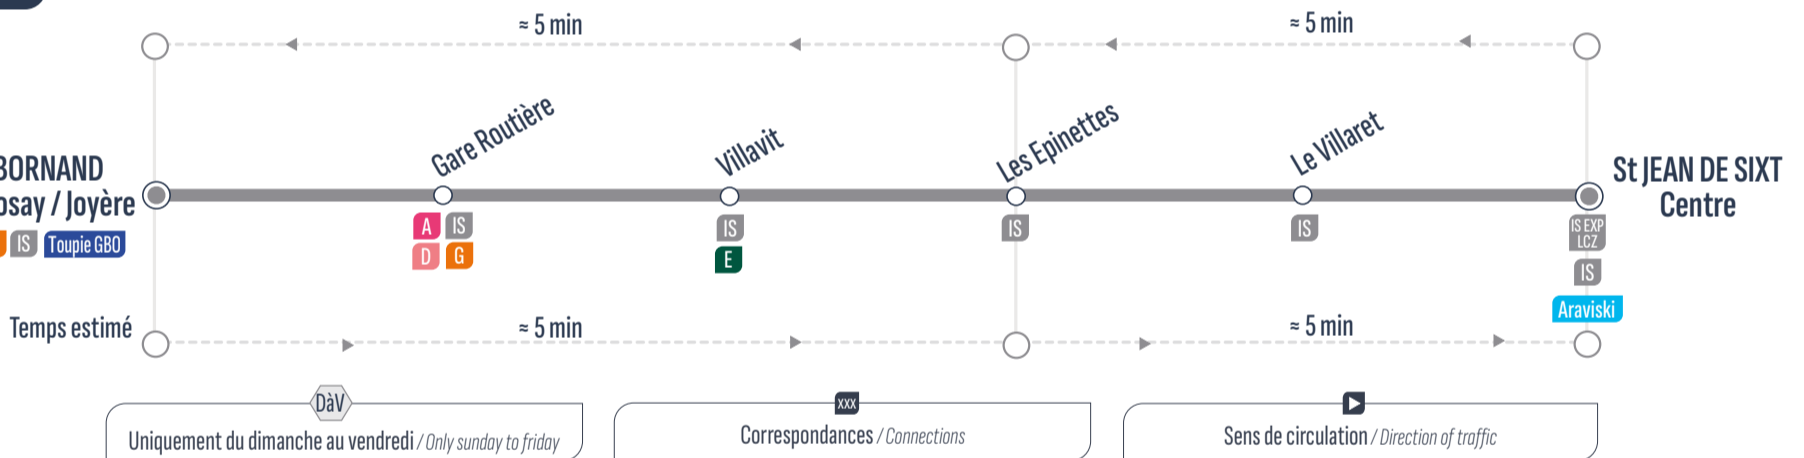 ≈ 5 min
≈ 5 min
Gare Routière
Villavit
Les Epinettes
Le Villaret
BORNAND
/ Joyère
IS
Toupie GBO
A IS
D G
IS
E
IS
IS
St JEAN DE SIXT
Centre
IS EXP
LCZ
IS
Araviski
Temps estimé
≈ 5 min
≈ 5 min
DàV
Uniquement du dimanche au vendredi / Only sunday to friday
XXX
Correspondances / Connections
Sens de circulation / Direction of traffic